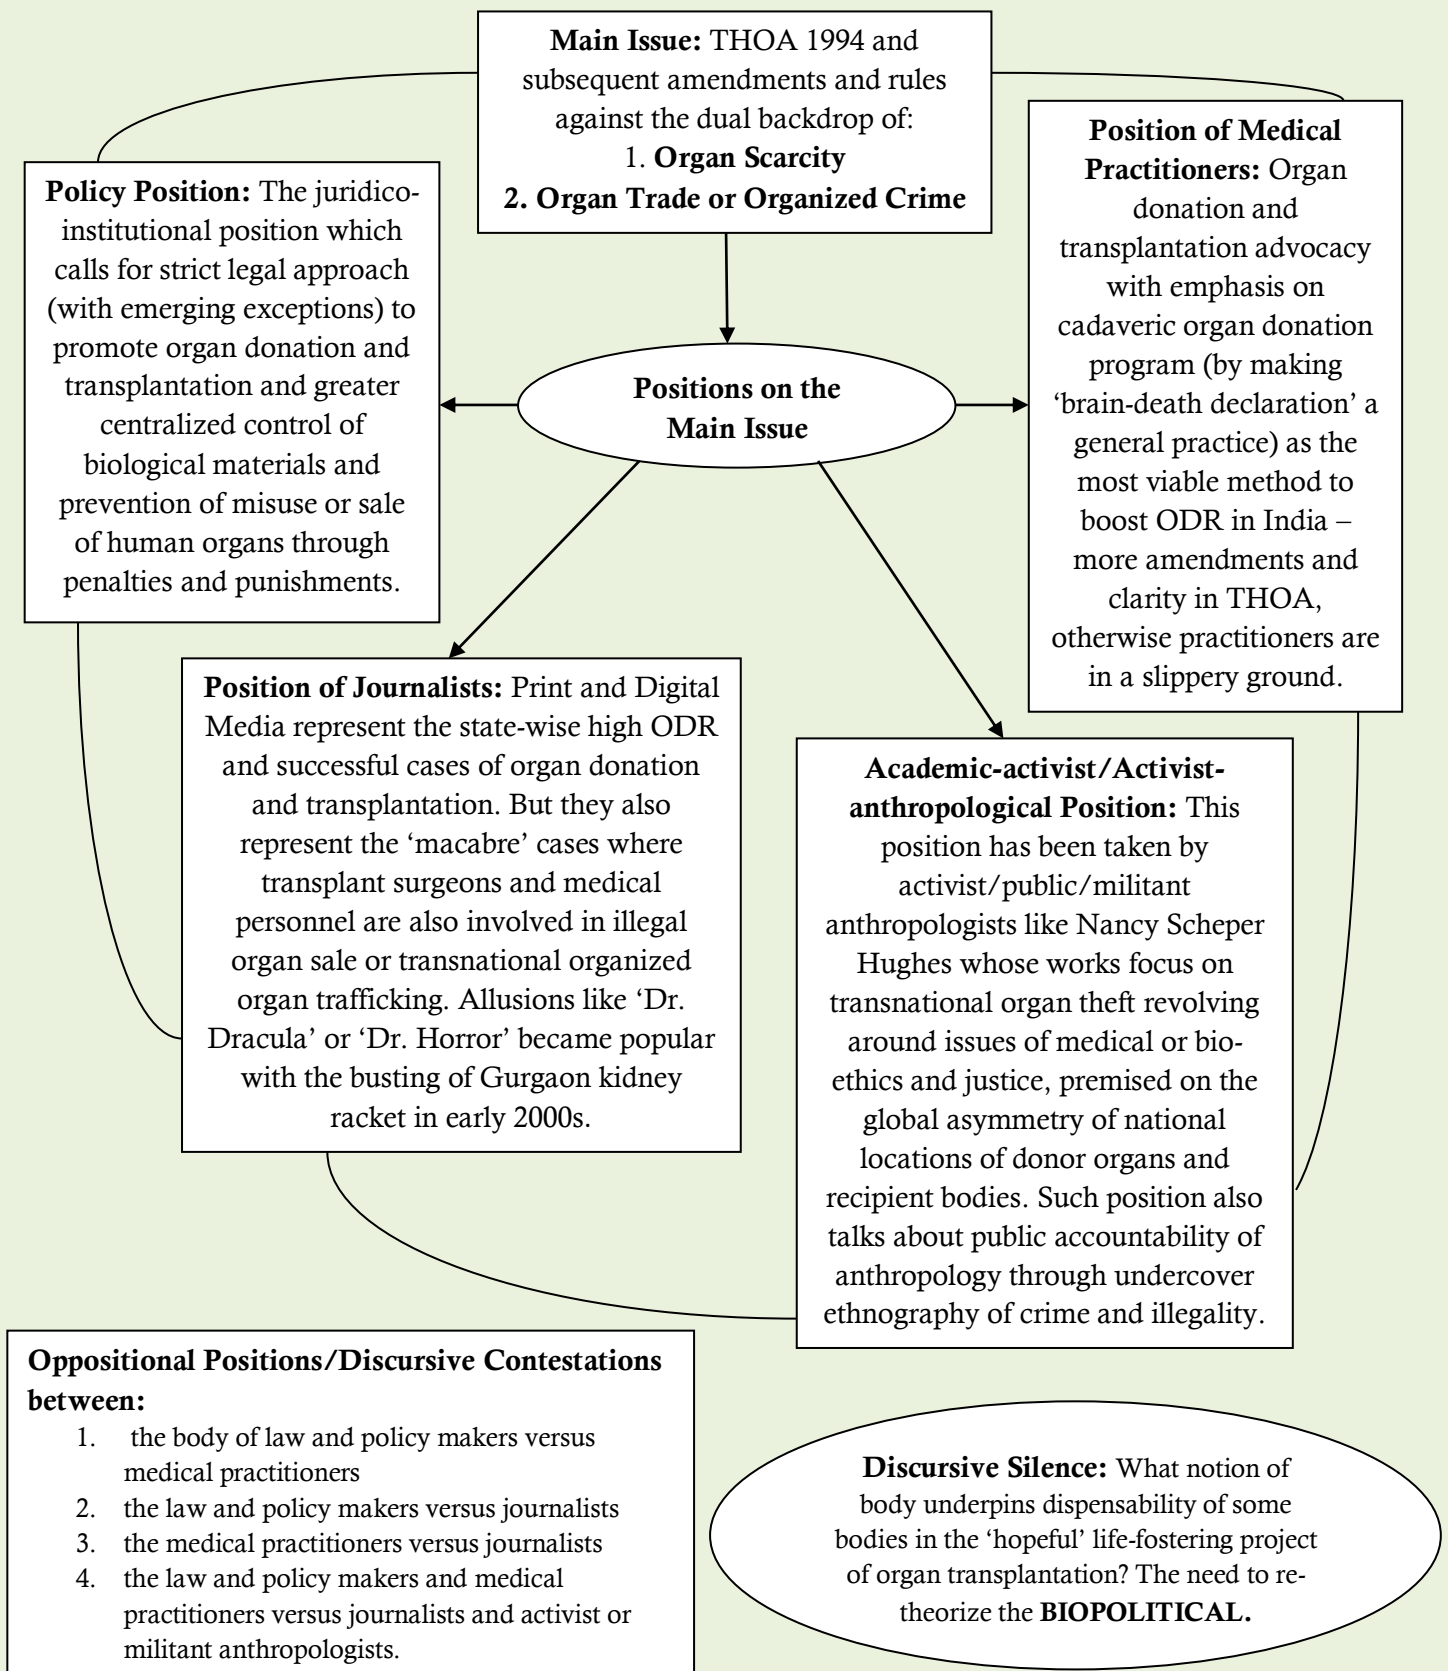 Main Issue: THOA 1994 and
subsequent amendments and rules
against the dual backdrop of:
1. Organ Scarcity
2. Organ Trade or Organized Crime
Policy Position: The juridico-
institutional position which
calls for strict legal approach
(with emerging exceptions) to
promote organ donation and
transplantation and greater
centralized control of
biological materials and
prevention of misuse or sale
of human organs through
penalties and punishments.
Positions on the
Main Issue
Position of Medical
Practitioners: Organ
donation and
transplantation advocacy
with emphasis on
cadaveric organ donation
program (by making
‘brain-death declaration’ a
general practice) as the
most viable method to
boost ODR in India –
more amendments and
clarity in THOA,
otherwise practitioners are
in a slippery ground.
Position of Journalists: Print and Digital
Media represent the state-wise high ODR
and successful cases of organ donation
and transplantation. But they also
represent the ‘macabre’ cases where
transplant surgeons and medical
personnel are also involved in illegal
organ sale or transnational organized
organ trafficking. Allusions like ‘Dr.
Dracula’ or ‘Dr. Horror’ became popular
with the busting of Gurgaon kidney
racket in early 2000s.
Academic-activist/Activist-
anthropological Position: This
position has been taken by
activist/public/militant
anthropologists like Nancy Scheper
Hughes whose works focus on
transnational organ theft revolving
around issues of medical or bio-
ethics and justice, premised on the
global asymmetry of national
locations of donor organs and
recipient bodies. Such position also
talks about public accountability of
anthropology through undercover
ethnography of crime and illegality.
Oppositional Positions/Discursive Contestations
between:
1. the body of law and policy makers versus
medical practitioners
2. the law and policy makers versus journalists
3. the medical practitioners versus journalists
4. the law and policy makers and medical
practitioners versus journalists and activist or
militant anthropologists.
Discursive Silence: What notion of
body underpins dispensability of some
bodies in the ‘hopeful’ life-fostering project
of organ transplantation? The need to re-
theorize the BIOPOLITICAL.